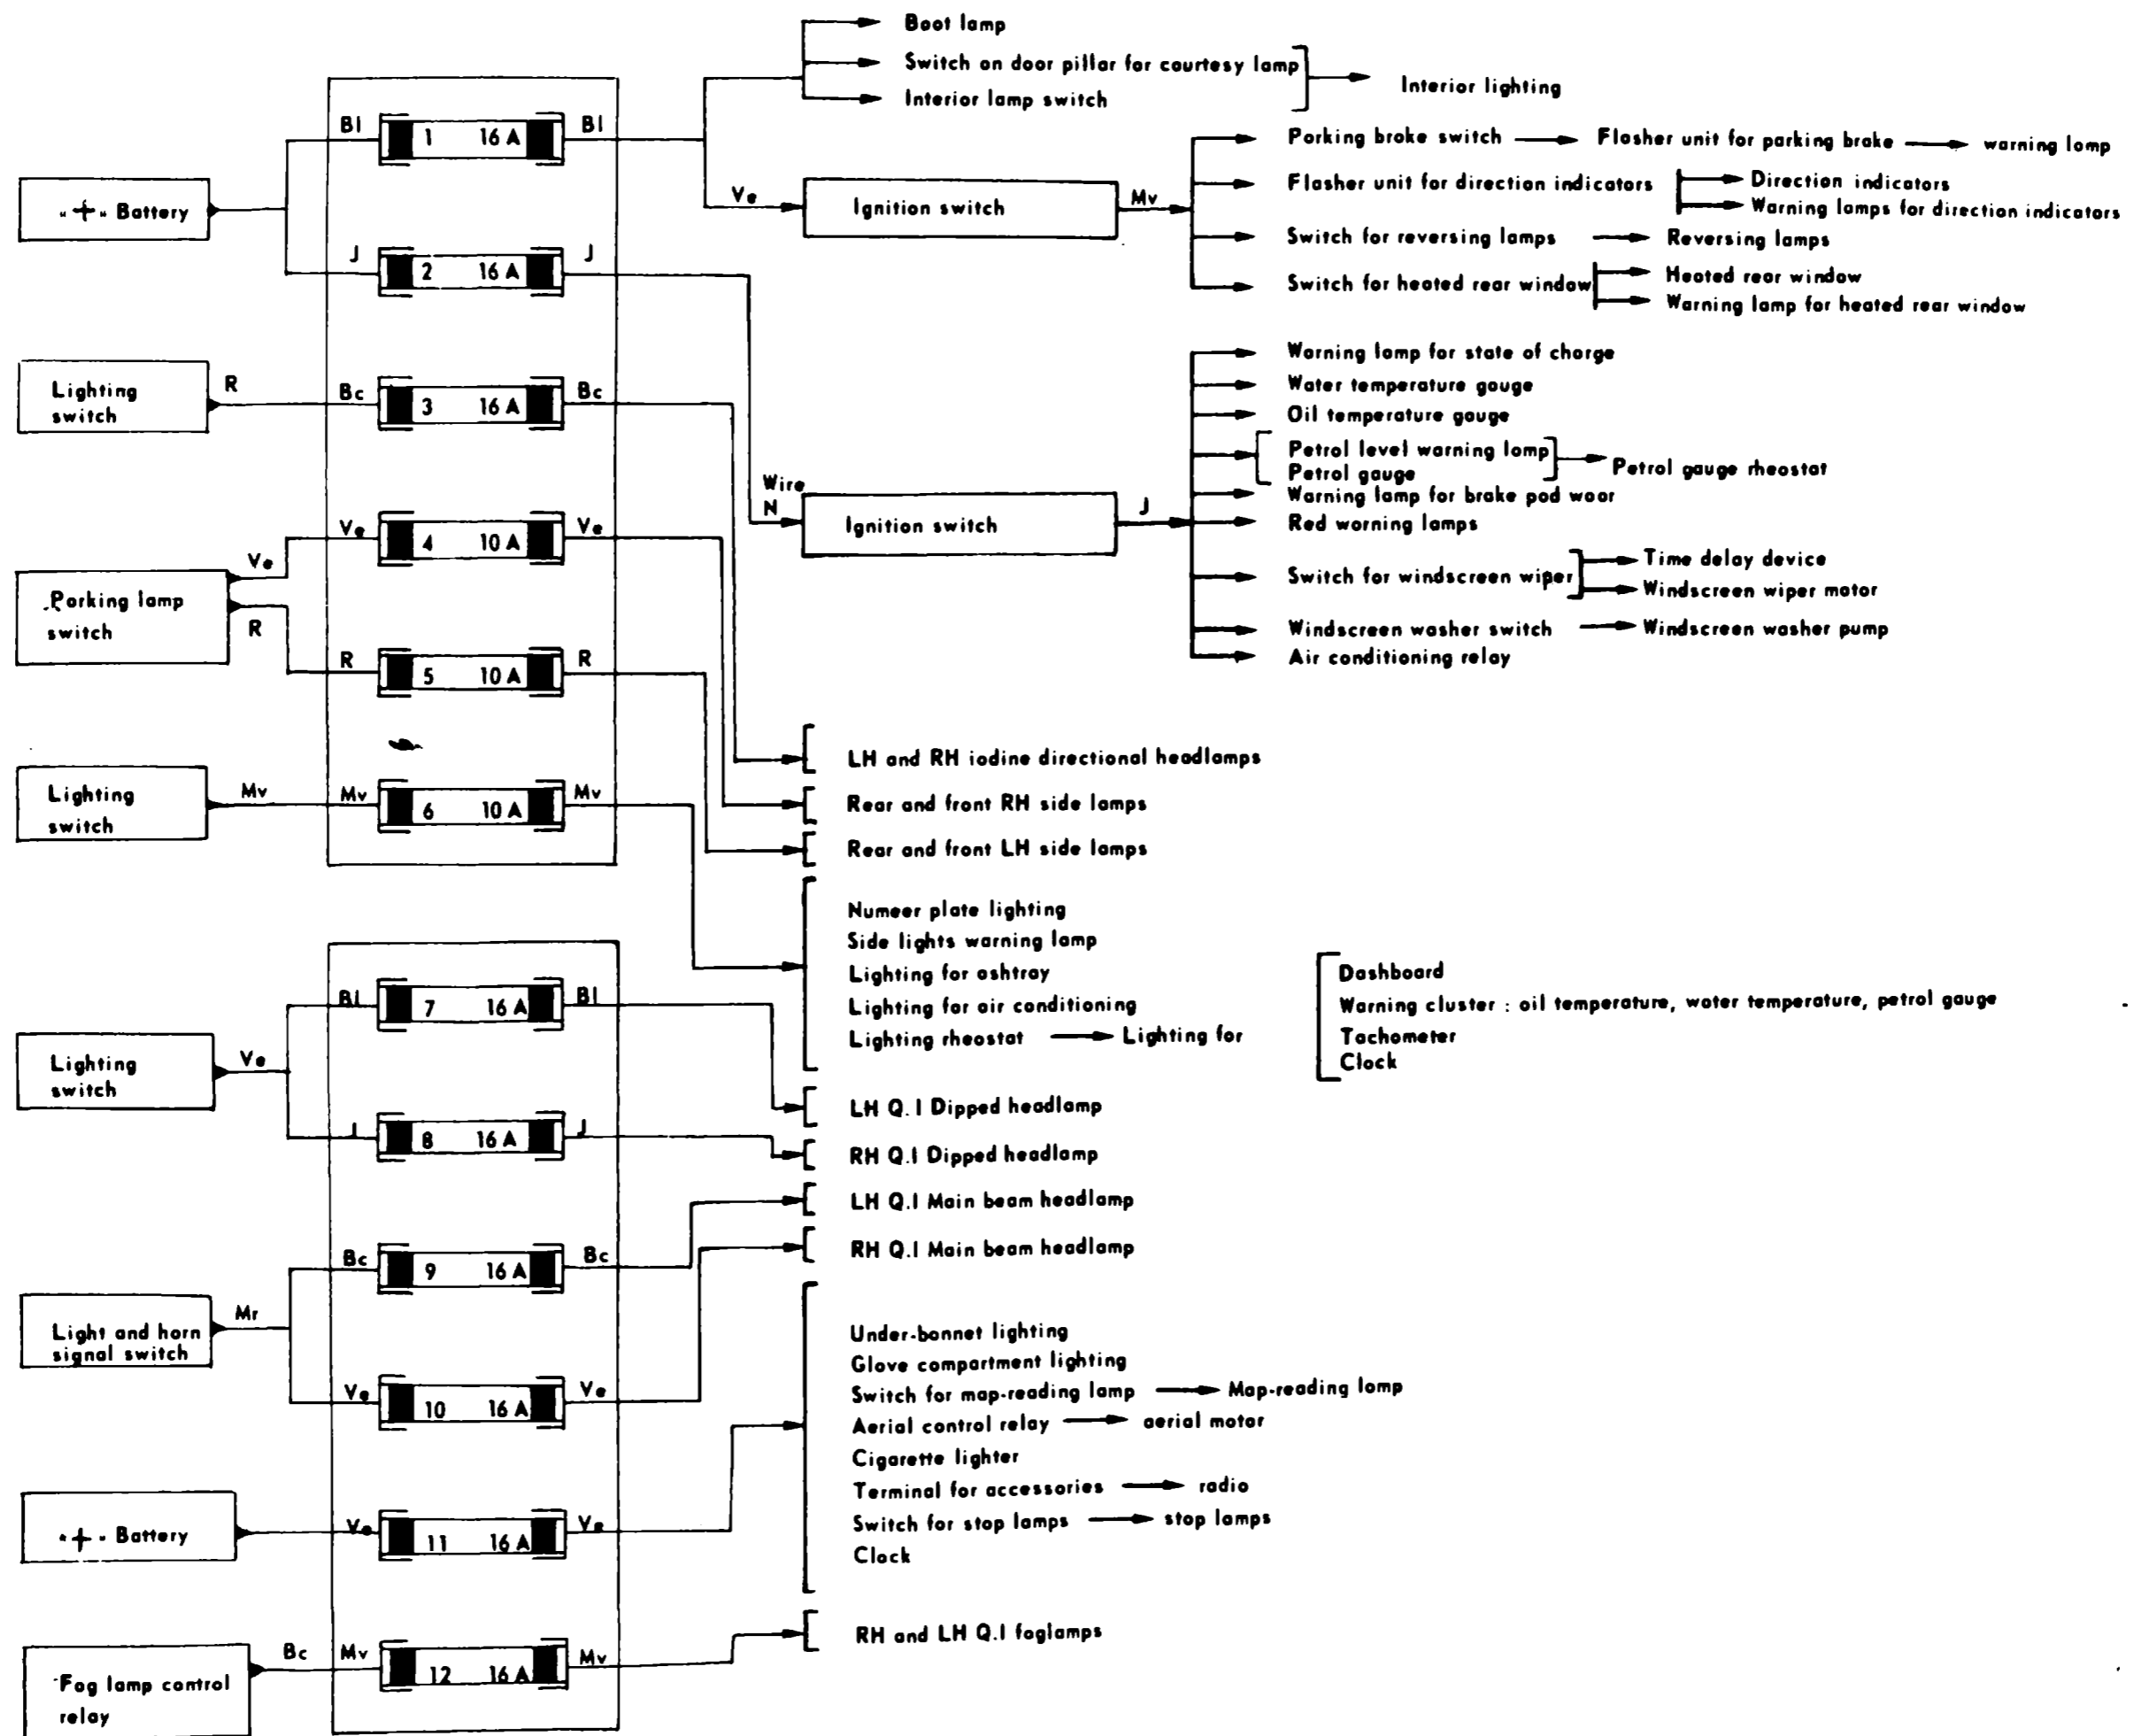 Boot lamp
Switch on door pillar for courtesy lamp
Interior lamp switch
Interior lighting
Bl 1 16 A Bl
"+" Battery
Ve Ignition switch Mv
Porking broke switch Flasher unit for parking brake warning lamp
Flasher unit for direction indicators
Direction indicators
Warning lamps for direction indicators
Switch for reversing lamps Reversing lamps
Switch for heated rear window
Heated rear window
Warning lamp for heated rear window
J 2 16 A J
Wire
N Ignition switch J
Warning lamp for state of charge
Water temperature gauge
Oil temperature gauge
Petrol level warning lamp
Petrol gauge
Petrol gauge rheostat
Warning lamp for brake pod woor
Red worning lamps
Switch for windscreen wiper
Time delay device
Windscreen wiper motor
Windscreen washer switch Windscreen washer pump
Air conditioning relay
Lighting
switch
R Bc 3 16 A Bc
LH and RH iodine directional headlamps
Parking lamp
switch
Ve Ve 4 10 A Ve
Rear and front RH side lamps
R R 5 10 A R
Rear and front LH side lamps
Lighting
switch
Mv Mv 6 10 A Mv
Numeer plate lighting
Side lights warning lamp
Lighting for ashtray
Lighting for air conditioning
Lighting rheostat Lighting for
Dashboard
Warning cluster : oil temperature, water temperature, petrol gauge
Tachometer
Clock
Lighting
switch
Ve
Bl 7 16 A Bl
LH Q.I Dipped headlamp
J 8 16 A J
RH Q.I Dipped headlamp
Light and horn
signal switch
Mr
Bc 9 16 A Bc
LH Q.I Main beam headlamp
Ve 10 16 A Ve
RH Q.I Main beam headlamp
"+" Battery
Ve 11 16 A Ve
Under-bonnet lighting
Glove compartment lighting
Switch for map-reading lamp Map-reading lomp
Aerial control relay aerial motor
Cigarette lighter
Terminal for accessories radio
Switch for stop lamps stop lamps
Clock
Fog lamp control
relay
Bc Mv 12 16 A Mv
RH and LH Q.I foglamps